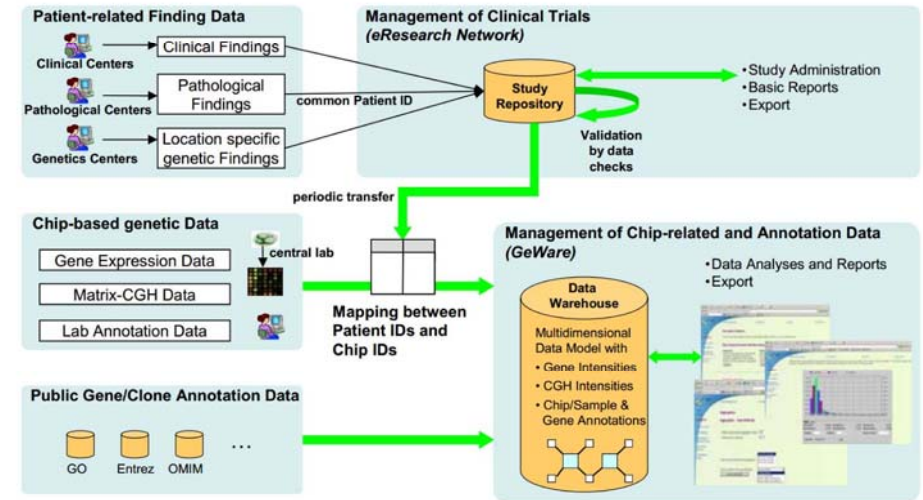 Patient-related Finding Data
Clinical Centers
Clinical Findings
Pathological Centers
Pathological
Findings
Genetics Centers
Location specific
genetic Findings
common Patient ID
Management of Clinical Trials
(eResearch Network)
Study
Repository
•Study Administration
•Basic Reports
•Export
Validation
by data
checks
periodic transfer
Chip-based genetic Data
Gene Expression Data
Matrix-CGH Data
Lab Annotation Data
central lab
Mapping between
Patient IDs and
Chip IDs
Management of Chip-related and Annotation Data
(GeWare)
•Data Analyses and Reports
•Export
Data
Warehouse
Multidimensional
Data Model with
• Gene Intensities
• CGH Intensities
• Chip/Sample &
Gene Annotations
Public Gene/Clone Annotation Data
GO
Entrez
OMIM
...